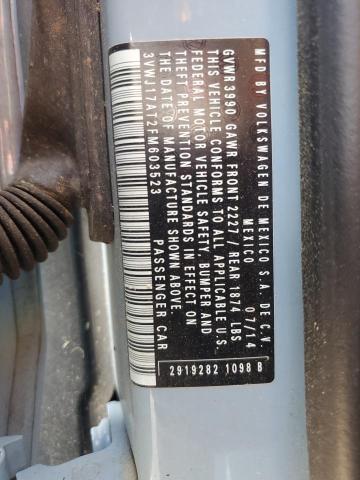 MFD BY VOLKSWAGEN DE MEXICO S.A. DE C.V.
MEXICO 07/14
GVWR 3990 GAWR FRONT 2227 // REAR 1874 LBS
THIS VEHICLE CONFORMS TO ALL APPLICABLE U.S.
FEDERAL MOTOR VEHICLE SAFETY, BUMPER AND
THEFT PREVENTION STANDARDS IN EFFECT ON
THE DATE OF MANUFACTURE SHOWN ABOVE.
3VWJ17AT2FM603523 PASSENGER CAR
2919282 1098 B